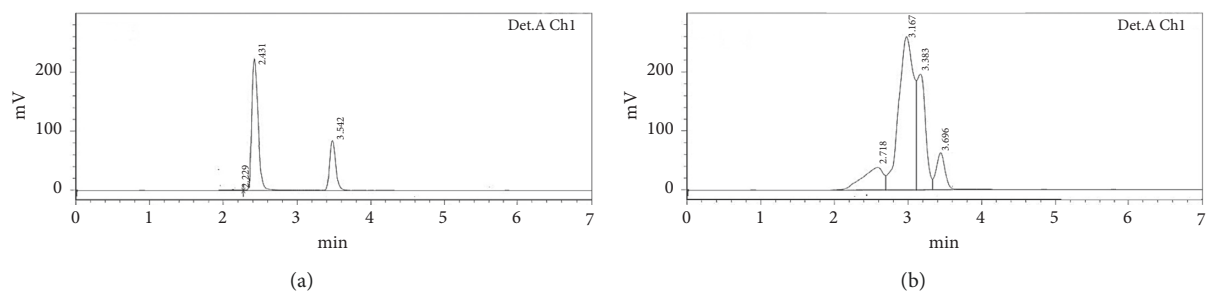 Det.A Ch1
mV
200
100
0
2.229
2.431
3.542
0 1 2 3 4 5 6 7
min
(a)
Det.A Ch1
mV
200
100
0
2.718
3.167
3.383
3.696
0 1 2 3 4 5 6 7
min
(b)